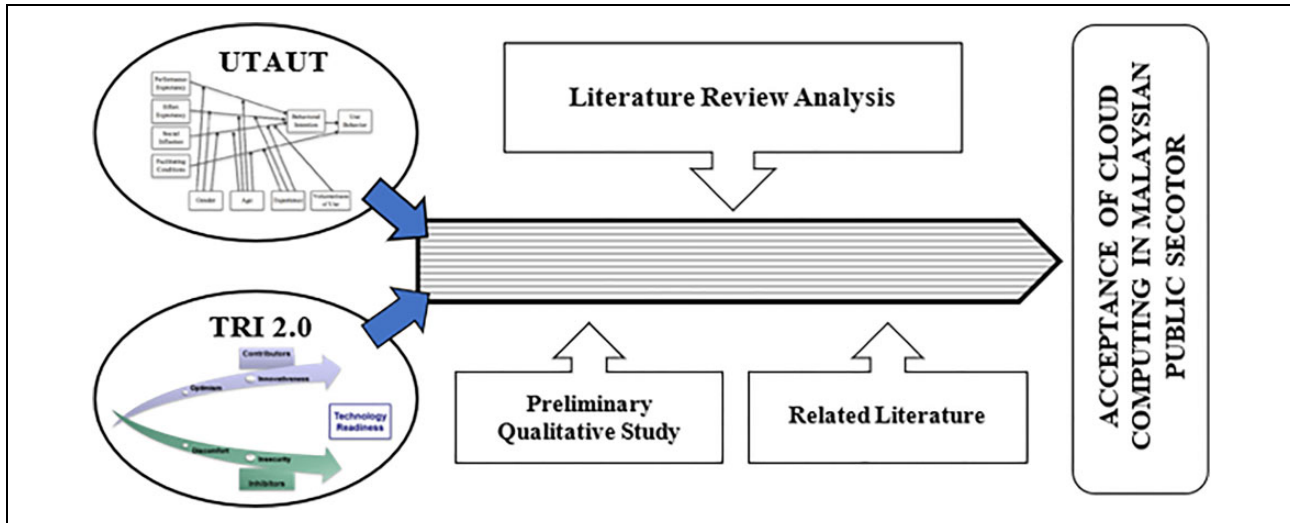 UTAUT
Performance
Expectancy
Effort
Expectancy
Social
Influence
Facilitating
Conditions
Behavioral
Intention
Use
Behavior
Gender
Age
Experience
Voluntariness
of Use
TRI 2.0
Contributors
Optimism
Innovativeness
Technology
Readiness
Discomfort
Insecurity
Inhibitors
Literature Review Analysis
Preliminary
Qualitative Study
Related Literature
ACCEPTANCE OF CLOUD
COMPUTING IN MALAYSIAN
PUBLIC SECOTOR